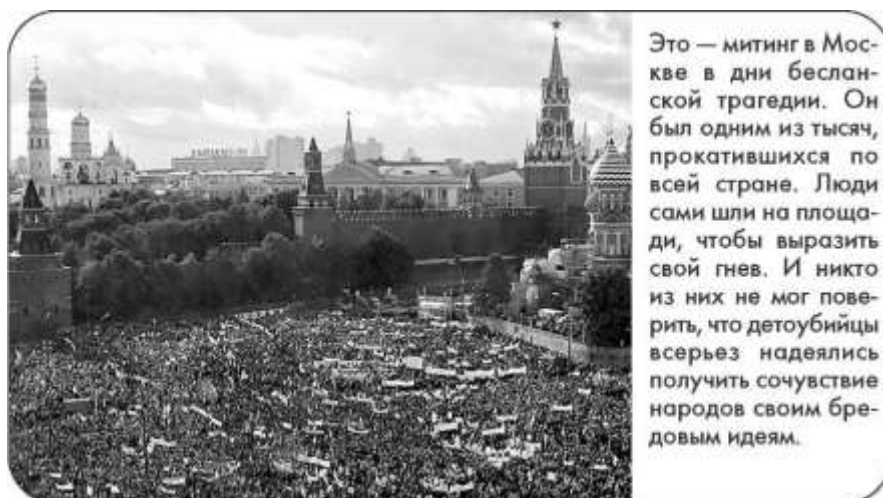 Это — митинг в Мос-
кве в дни беслан-
ской трагедии. Он
был одним из тысяч,
прокатившихся по
всей стране. Люди
сами шли на площа-
ди, чтобы выразить
свой гнев. И никто
из них не мог пове-
рить, что детоубийцы
всерьез надеялись
получить сочувствие
народов своим бре-
довым идеям.